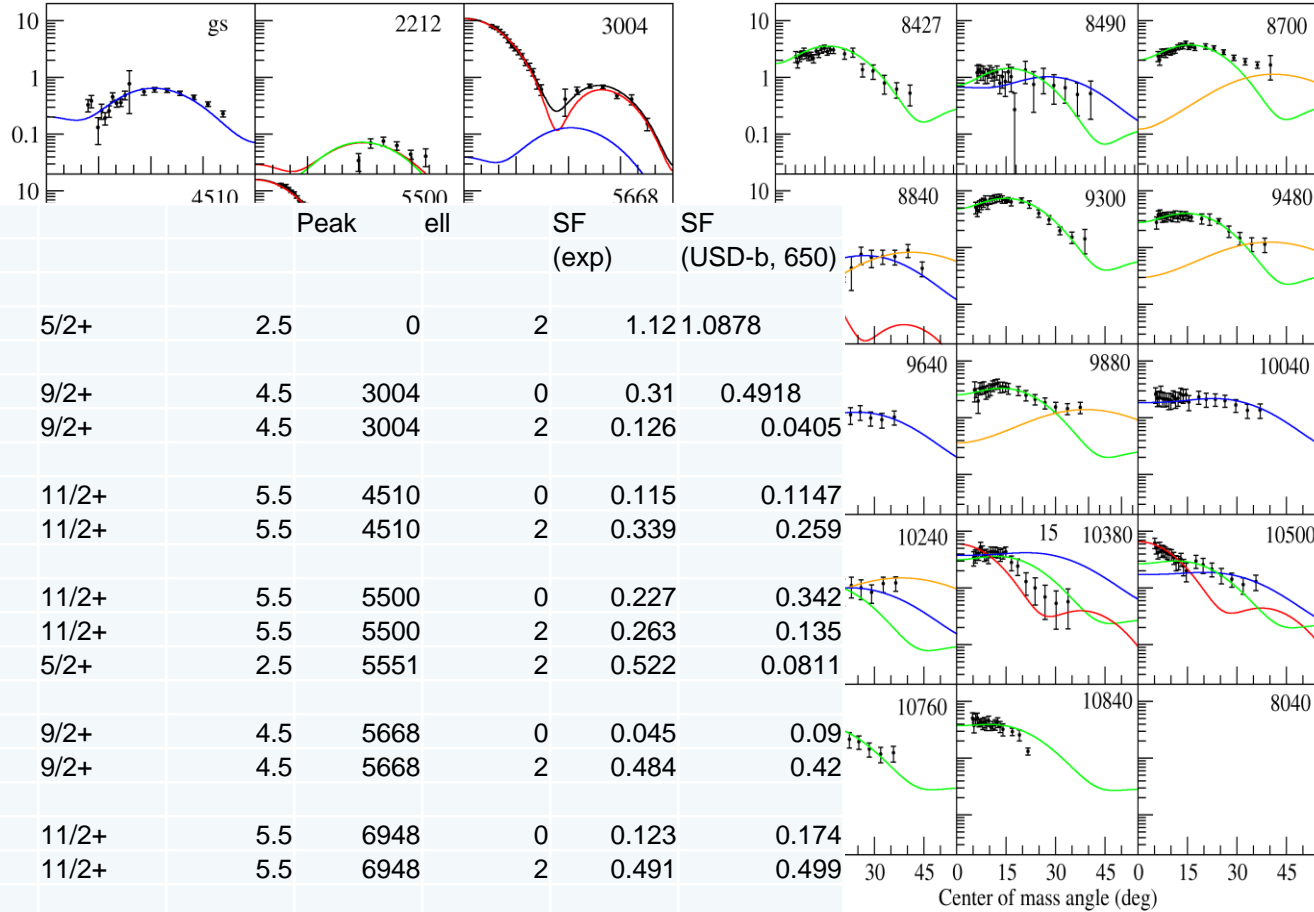 10 gs 2212 3004 10 8427 8490 8700
1 1
0.1 0.1
10 4510 5500 5668 10 8840 9300 9480
Peak ell SF SF
(exp) (USD-b, 650)
5/2+ 2.5 0 2 1.12 1.0878
9/2+ 4.5 3004 0 0.31 0.4918
9/2+ 4.5 3004 2 0.126 0.0405
9640 9880 10040
11/2+ 5.5 4510 0 0.115 0.1147
11/2+ 5.5 4510 2 0.339 0.259
10240 15 10380 10500
11/2+ 5.5 5500 0 0.227 0.342
11/2+ 5.5 5500 2 0.263 0.135
5/2+ 2.5 5551 2 0.522 0.0811
10760 10840 8040
9/2+ 4.5 5668 0 0.045 0.09
9/2+ 4.5 5668 2 0.484 0.42
11/2+ 5.5 6948 0 0.123 0.174
11/2+ 5.5 6948 2 0.491 0.499
30 45 0 15 30 45 0 15 30 45
Center of mass angle (deg)